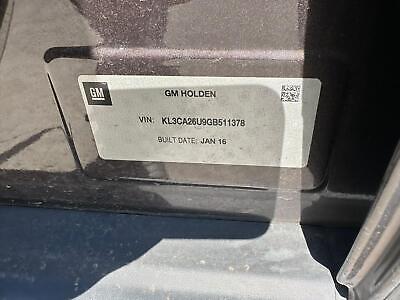 GM
GM HOLDEN
VIN: KL3CA26U9GB511378
BUILT DATE: JAN 16